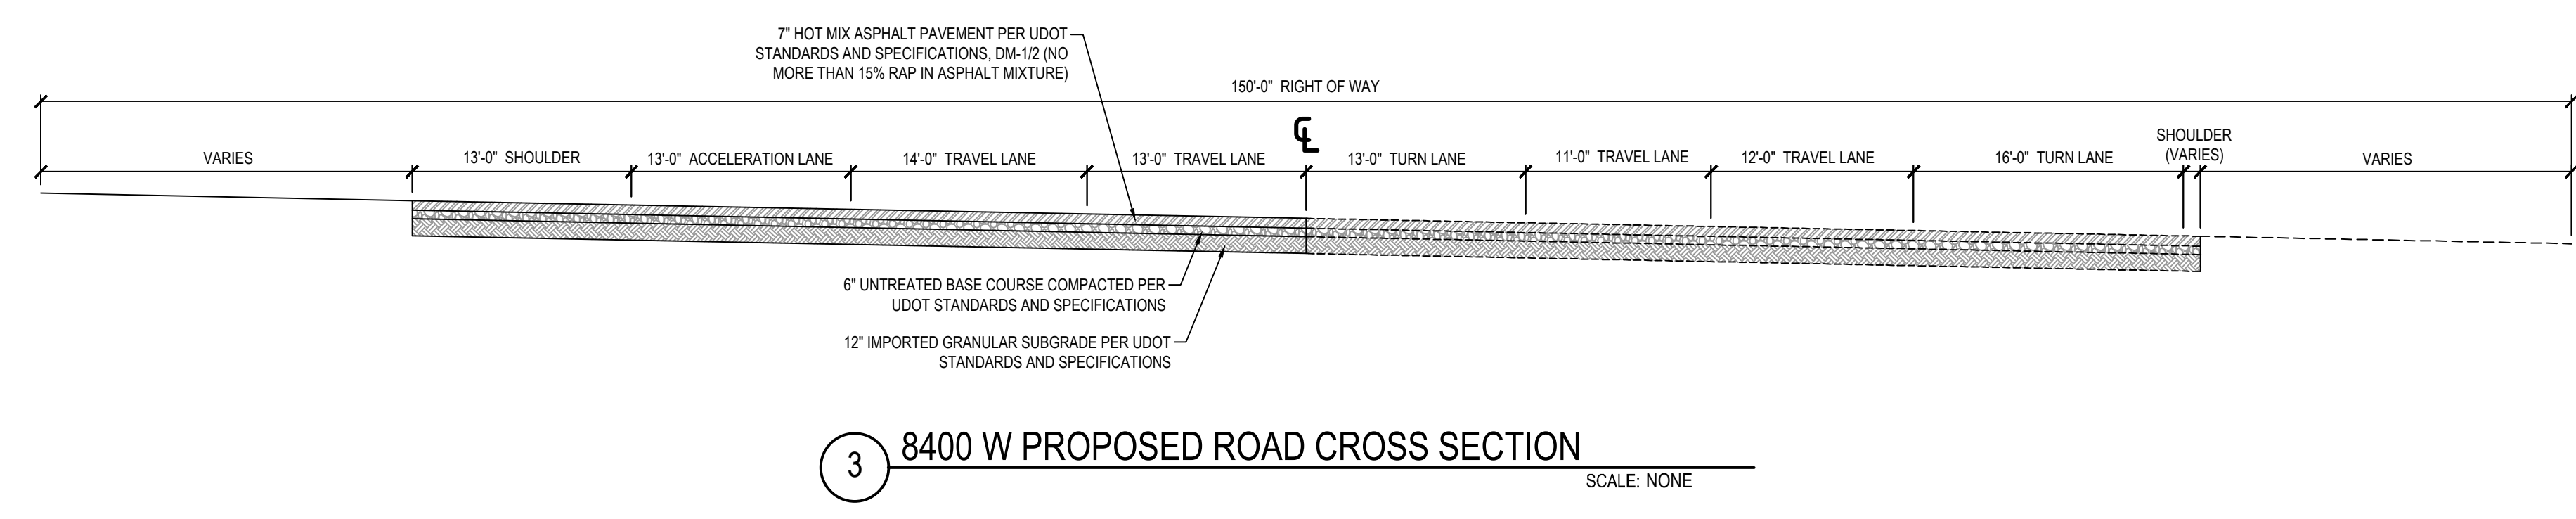 7" HOT MIX ASPHALT PAVEMENT PER UDOT
STANDARDS AND SPECIFICATIONS, DM-1/2 (NO
MORE THAN 15% RAP IN ASPHALT MIXTURE)
150'-0" RIGHT OF WAY
℄
VARIES
13'-0" SHOULDER
13'-0" ACCELERATION LANE
14'-0" TRAVEL LANE
13'-0" TRAVEL LANE
13'-0" TURN LANE
11'-0" TRAVEL LANE
12'-0" TRAVEL LANE
16'-0" TURN LANE
SHOULDER
(VARIES)
VARIES
6" UNTREATED BASE COURSE COMPACTED PER
UDOT STANDARDS AND SPECIFICATIONS
12" IMPORTED GRANULAR SUBGRADE PER UDOT
STANDARDS AND SPECIFICATIONS
3
8400 W PROPOSED ROAD CROSS SECTION
SCALE: NONE